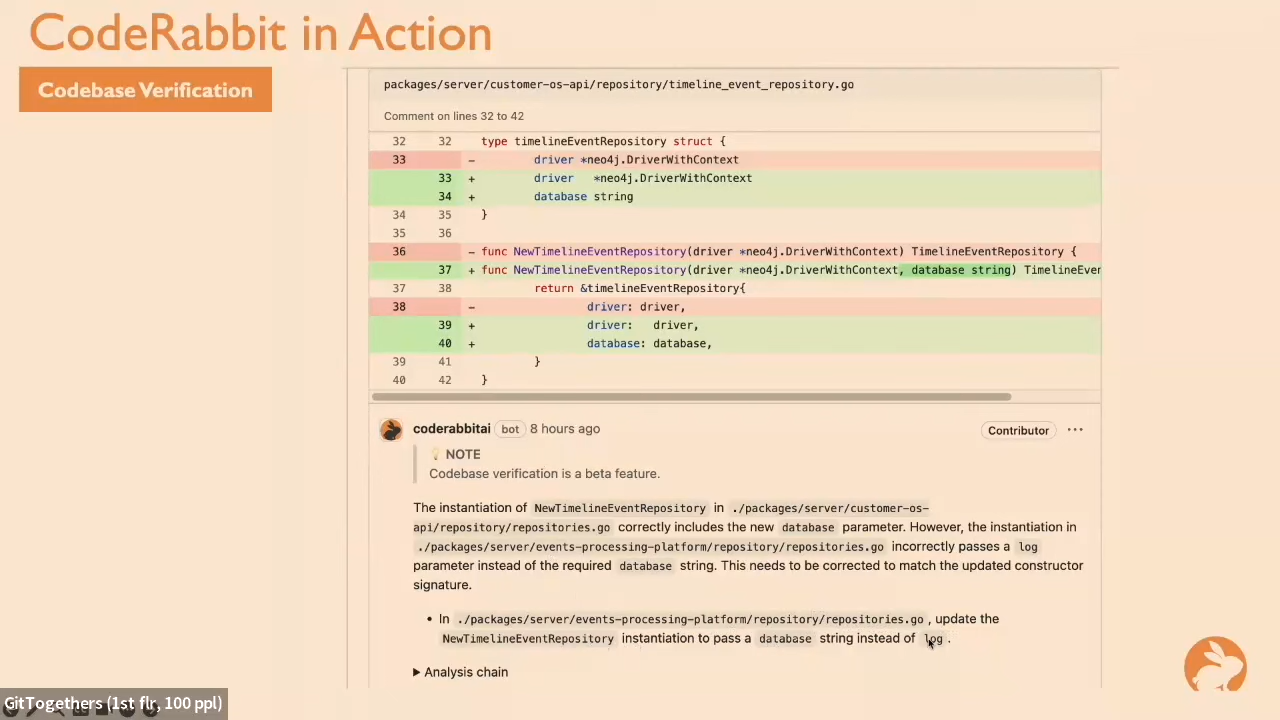 CodeRabbit in Action
Codebase Verification
packages/server/customer-os-api/repository/timeline_event_repository.go
Comment on lines 32 to 42
32 32 type timelineEventRepository struct {
33 - driver *neo4j.DriverWithContext
33 + driver *neo4j.DriverWithContext
34 + database string
34 35 }
35 36
36 - func NewTimelineEventRepository(driver *neo4j.DriverWithContext) TimelineEventRepository {
37 + func NewTimelineEventRepository(driver *neo4j.DriverWithContext, database string) TimelineEven
37 38 return &timelineEventRepository{
38 - driver: driver,
39 + driver: driver,
40 + database: database,
39 41 }
40 42 }
coderabbitai bot 8 hours ago Contributor ...
💡 NOTE
Codebase verification is a beta feature.
The instantiation of NewTimelineEventRepository in ./packages/server/customer-os-
api/repository/repositories.go correctly includes the new database parameter. However, the instantiation in
./packages/server/events-processing-platform/repository/repositories.go incorrectly passes a log
parameter instead of the required database string. This needs to be corrected to match the updated constructor
signature.
• In ./packages/server/events-processing-platform/repository/repositories.go , update the
NewTimelineEventRepository instantiation to pass a database string instead of log .
▶ Analysis chain
GitTogethers (1st flr, 100 ppl)